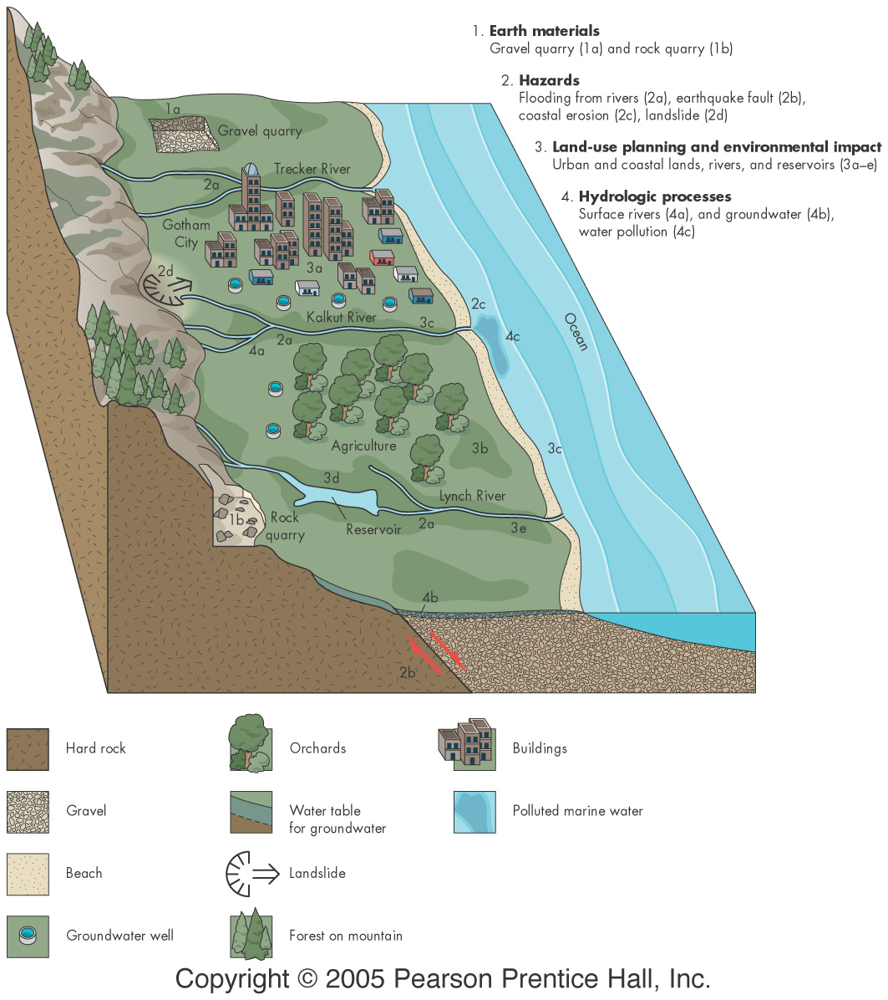 1. Earth materials
Gravel quarry (1a) and rock quarry (1b)
2. Hazards
Flooding from rivers (2a), earthquake fault (2b),
coastal erosion (2c), landslide (2d)
3. Land-use planning and environmental impact
Urban and coastal lands, rivers, and reservoirs (3a–e)
4. Hydrologic processes
Surface rivers (4a), and groundwater (4b),
water pollution (4c)
1a
Gravel quarry
Trecker River
2a
Gotham
City
2d
3a
2c
Kalkut River
3c
2a
4a
4c
Ocean
Agriculture
3b
3c
3d
Lynch River
1b
Rock
quarry
Reservoir
2a
3e
4b
2b
Hard rock
Orchards
Buildings
Gravel
Water table
for groundwater
Polluted marine water
Beach
Landslide
Groundwater well
Forest on mountain
Copyright © 2005 Pearson Prentice Hall, Inc.